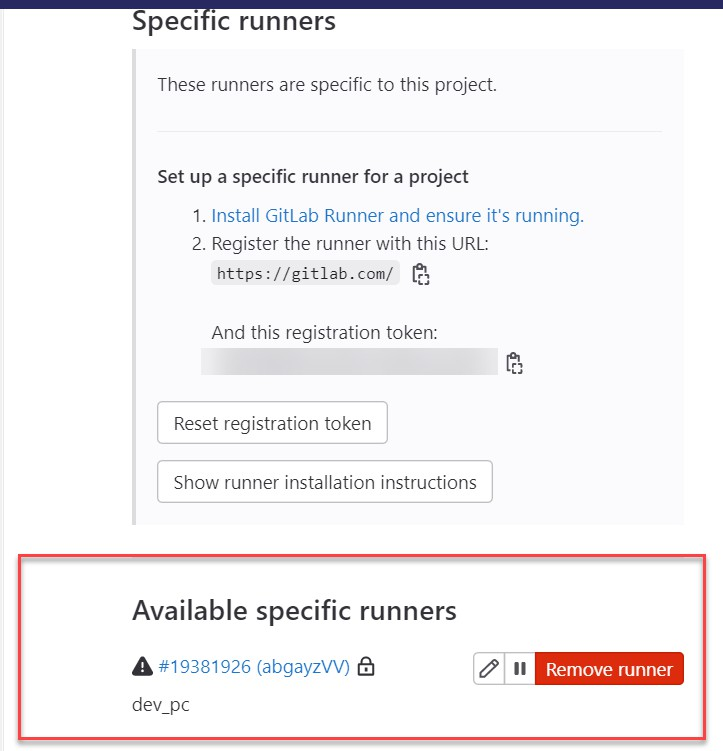 Specific runners
These runners are specific to this project.
Set up a specific runner for a project
1. Install GitLab Runner and ensure it's running.
2. Register the runner with this URL:
https://gitlab.com/
And this registration token:
Reset registration token
Show runner installation instructions
Available specific runners
#19381926 (abgayzVV)
Remove runner
dev_pc